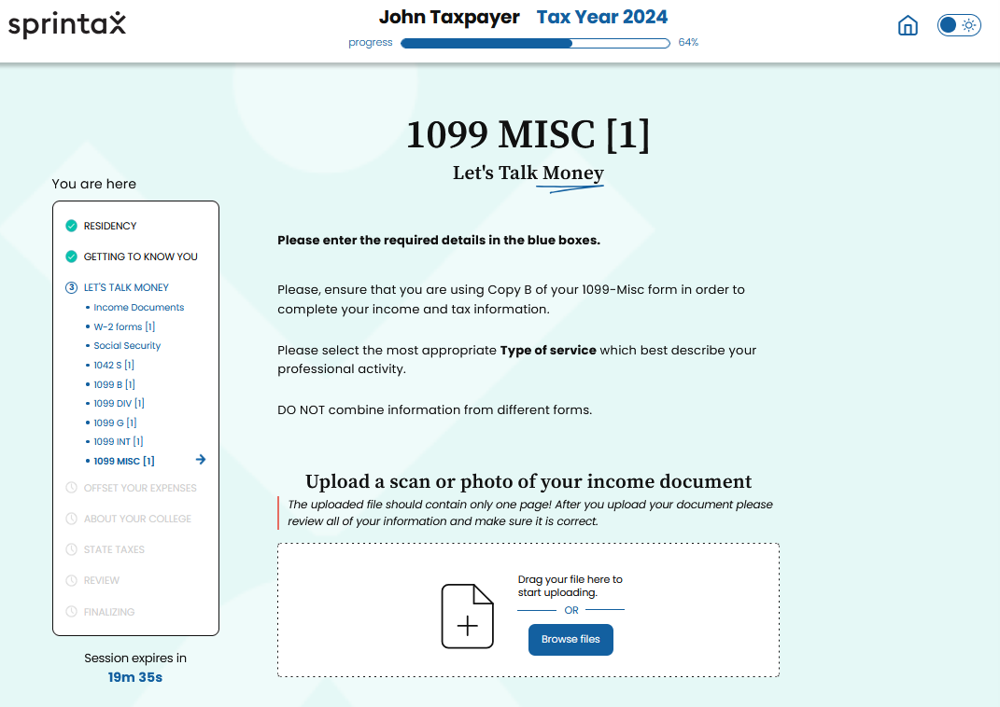 sprintax
John Taxpayer Tax Year 2024
progress 64%
1099 MISC [1]
Let's Talk Money
You are here
RESIDENCY
GETTING TO KNOW YOU
3 LET'S TALK MONEY
• Income Documents
• W-2 forms [1]
• Social Security
• 1042 S [1]
• 1099 B [1]
• 1099 DIV [1]
• 1099 G [1]
• 1099 INT [1]
• 1099 MISC [1]
OFFSET YOUR EXPENSES
ABOUT YOUR COLLEGE
STATE TAXES
REVIEW
FINALIZING
Session expires in
19m 35s
Please enter the required details in the blue boxes.
Please, ensure that you are using Copy B of your 1099-Misc form in order to
complete your income and tax information.
Please select the most appropriate Type of service which best describe your
professional activity.
DO NOT combine information from different forms.
Upload a scan or photo of your income document
The uploaded file should contain only one page! After you upload your document please
review all of your information and make sure it is correct.
Drag your file here to
start uploading.
OR
Browse files